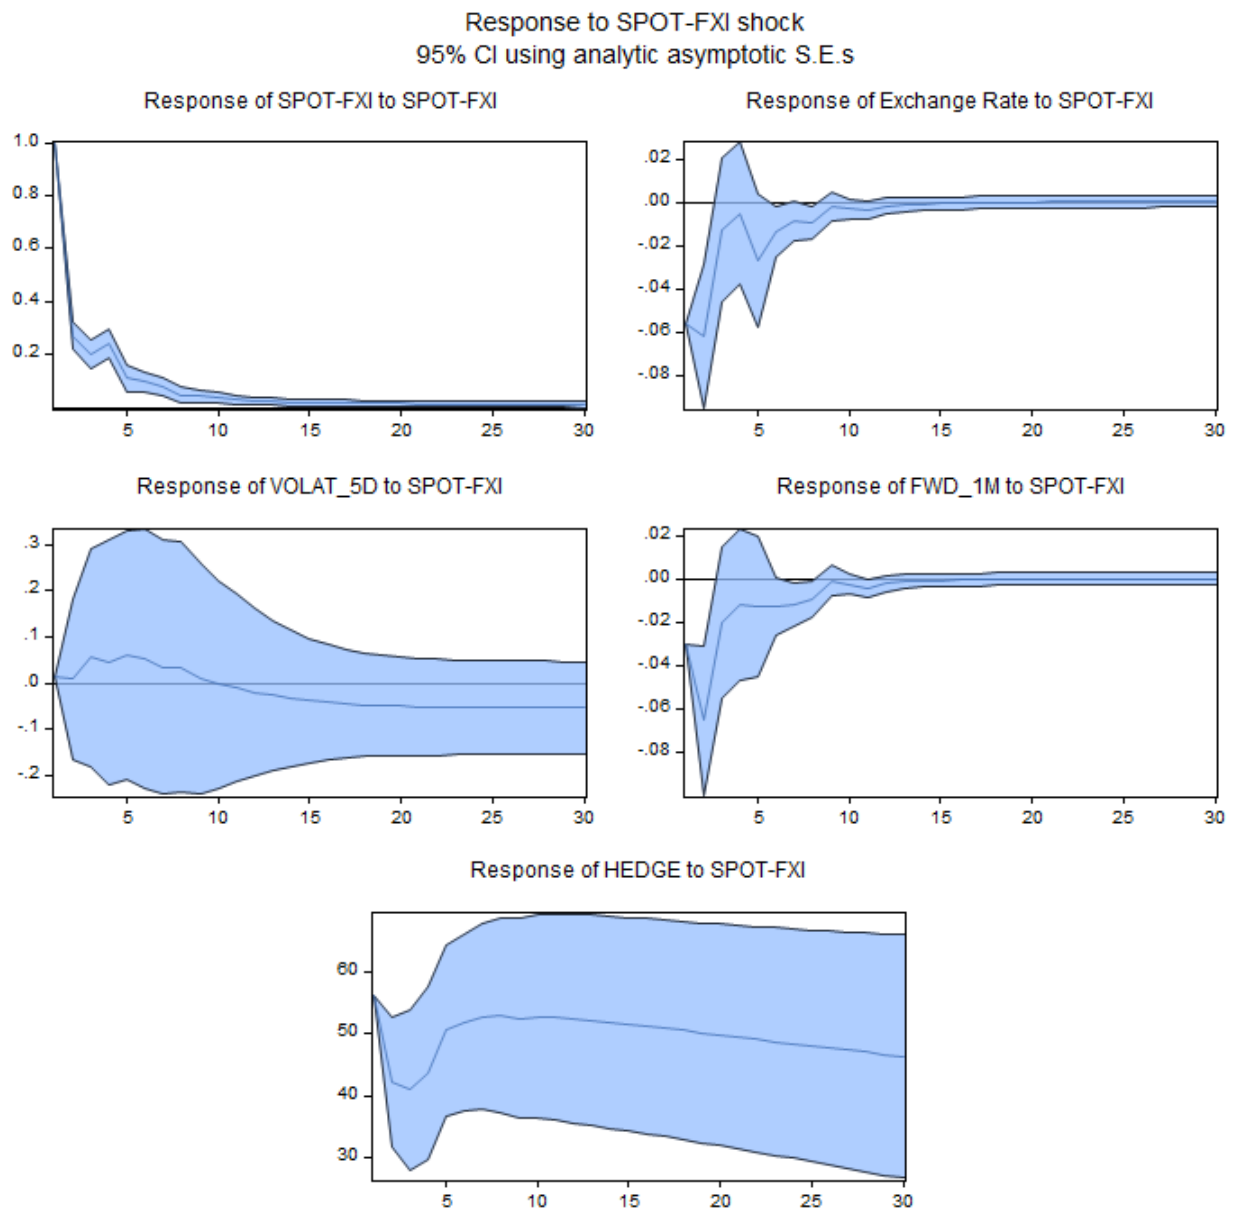 Response to SPOT-FXI shock
95% CI using analytic asymptotic S.E.s
Response of SPOT-FXI to SPOT-FXI
1.0
0.8
0.6
0.4
0.2
5 10 15 20 25 30
Response of Exchange Rate to SPOT-FXI
.02
.00
-.02
-.04
-.06
-.08
5 10 15 20 25 30
Response of VOLAT_5D to SPOT-FXI
.3
.2
.1
.0
-.1
-.2
5 10 15 20 25 30
Response of FWD_1M to SPOT-FXI
.02
.00
-.02
-.04
-.06
-.08
5 10 15 20 25 30
Response of HEDGE to SPOT-FXI
60
50
40
30
5 10 15 20 25 30